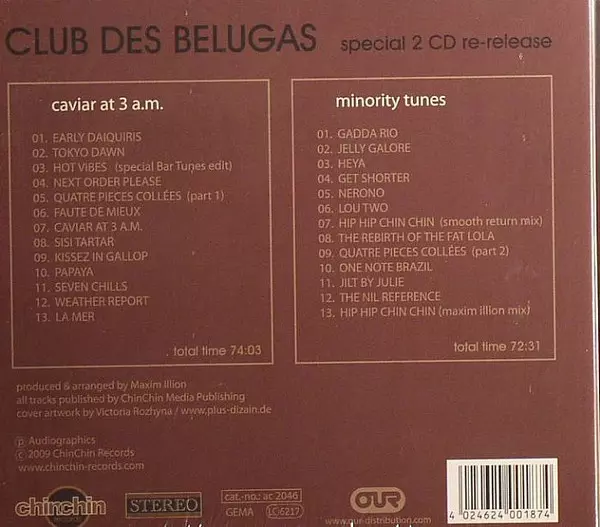 CLUB DES BELUGAS special 2 CD re-release
caviar at 3 a.m.
01. EARLY DAIQUIRIS
02. TOKYO DAWN
03. HOT ViBES (special Bar Tunes edit)
04. NEXT ORDER PLEASE
05. QUATRE PIECES COLLÉES (part 1)
06. FAUTE DE MIEUX
07. CAVIAR AT 3 A.M.
08. SISI TARTAR
09. KISSEZ IN GALLOP
10. PAPAYA
11. SEVEN CHILLS
12. WEATHER REPORT
13. LA MER
total time 74:03
minority tunes
01. GADDA RIO
02. JELLY GALORE
03. HEYA
04. GET SHORTER
05. NERONO
06. LOU TWO
07. HIP HIP CHIN CHIN (smooth return mix)
08. THE REBIRTH OF THE FAT LOLA
09. QUATRE PIECES COLLÉES (part 2)
10. ONE NOTE BRAZIL
11. JILT BY JULIE
12. THE NIL REFERENCE
13. HIP HIP CHIN CHIN (maxim illion mix)
total time 72:31
produced & arranged by Maxim Illion
all tracks published by ChinChin Media Publishing
cover artwork by Victoria Rozhyna / www.plus-dizain.de
℗ Audiographics
© 2009 ChinChin Records
www.chinchin-records.com
chinchin
STEREO
cat.-no.: ac 2046
GEMA LC 6217
OUR
www.our-distribution.com
4 024624 001874